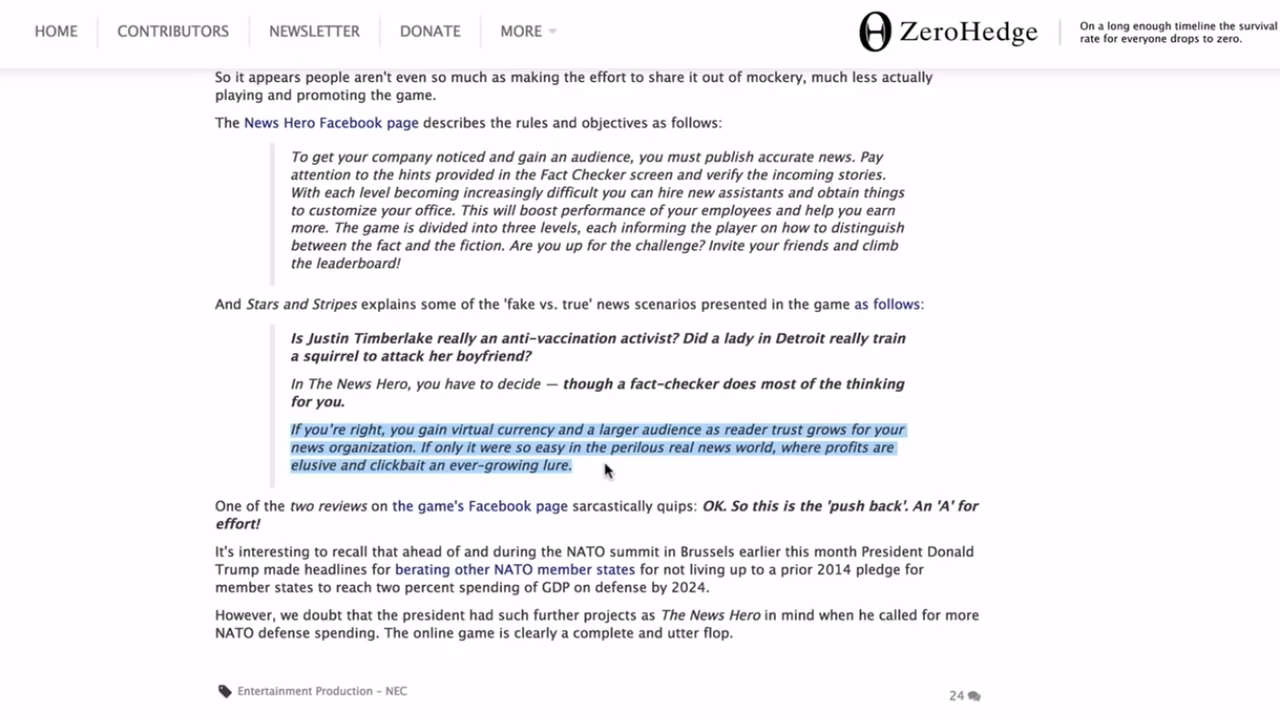 HOME CONTRIBUTORS NEWSLETTER DONATE MORE
ZeroHedge
On a long enough timeline the survival
rate for everyone drops to zero.
So it appears people aren't even so much as making the effort to share it out of mockery, much less actually
playing and promoting the game.
The News Hero Facebook page describes the rules and objectives as follows:
To get your company noticed and gain an audience, you must publish accurate news. Pay
attention to the hints provided in the Fact Checker screen and verify the incoming stories.
With each level becoming increasingly difficult you can hire new assistants and obtain things
to customize your office. This will boost performance of your employees and help you earn
more. The game is divided into three levels, each informing the player on how to distinguish
between the fact and the fiction. Are you up for the challenge? Invite your friends and climb
the leaderboard!
And Stars and Stripes explains some of the 'fake vs. true' news scenarios presented in the game as follows:
Is Justin Timberlake really an anti-vaccination activist? Did a lady in Detroit really train
a squirrel to attack her boyfriend?
In The News Hero, you have to decide — though a fact-checker does most of the thinking
for you.
If you're right, you gain virtual currency and a larger audience as reader trust grows for your
news organization. If only it were so easy in the perilous real news world, where profits are
elusive and clickbait an ever-growing lure.
One of the two reviews on the game's Facebook page sarcastically quips: OK. So this is the 'push back'. An 'A' for
effort!
It's interesting to recall that ahead of and during the NATO summit in Brussels earlier this month President Donald
Trump made headlines for berating other NATO member states for not living up to a prior 2014 pledge for
member states to reach two percent spending of GDP on defense by 2024.
However, we doubt that the president had such further projects as The News Hero in mind when he called for more
NATO defense spending. The online game is clearly a complete and utter flop.
Entertainment Production - NEC
24